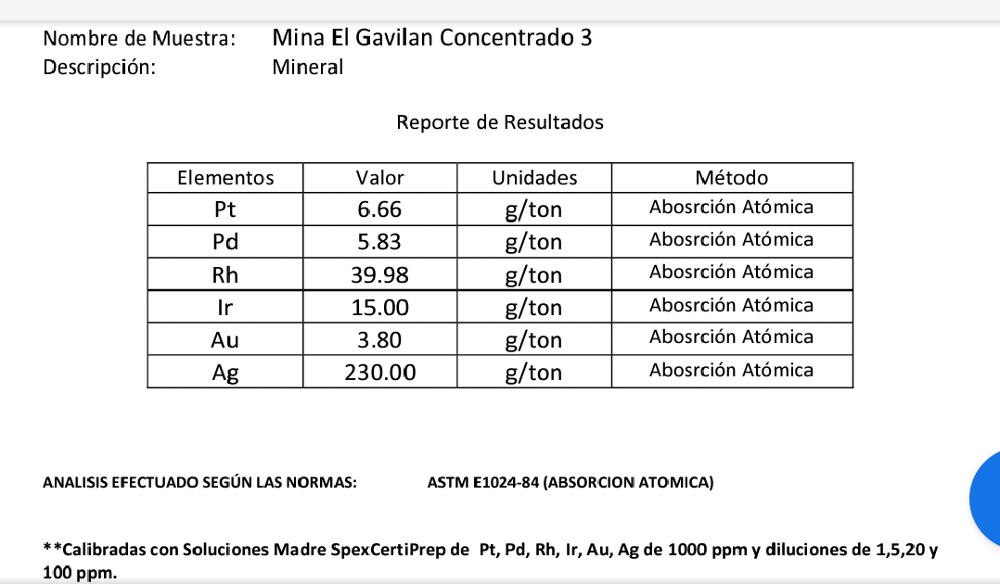 Nombre de Muestra: Mina El Gavilan Concentrado 3
Descripción: Mineral
Reporte de Resultados
Elementos Valor Unidades Método
Pt 6.66 g/ton Abosrción Atómica
Pd 5.83 g/ton Abosrción Atómica
Rh 39.98 g/ton Abosrción Atómica
Ir 15.00 g/ton Abosrción Atómica
Au 3.80 g/ton Abosrción Atómica
Ag 230.00 g/ton Abosrción Atómica
ANALISIS EFECTUADO SEGÚN LAS NORMAS: ASTM E1024-84 (ABSORCION ATOMICA)
**Calibradas con Soluciones Madre SpexCertiPrep de Pt, Pd, Rh, Ir, Au, Ag de 1000 ppm y diluciones de 1,5,20 y
100 ppm.